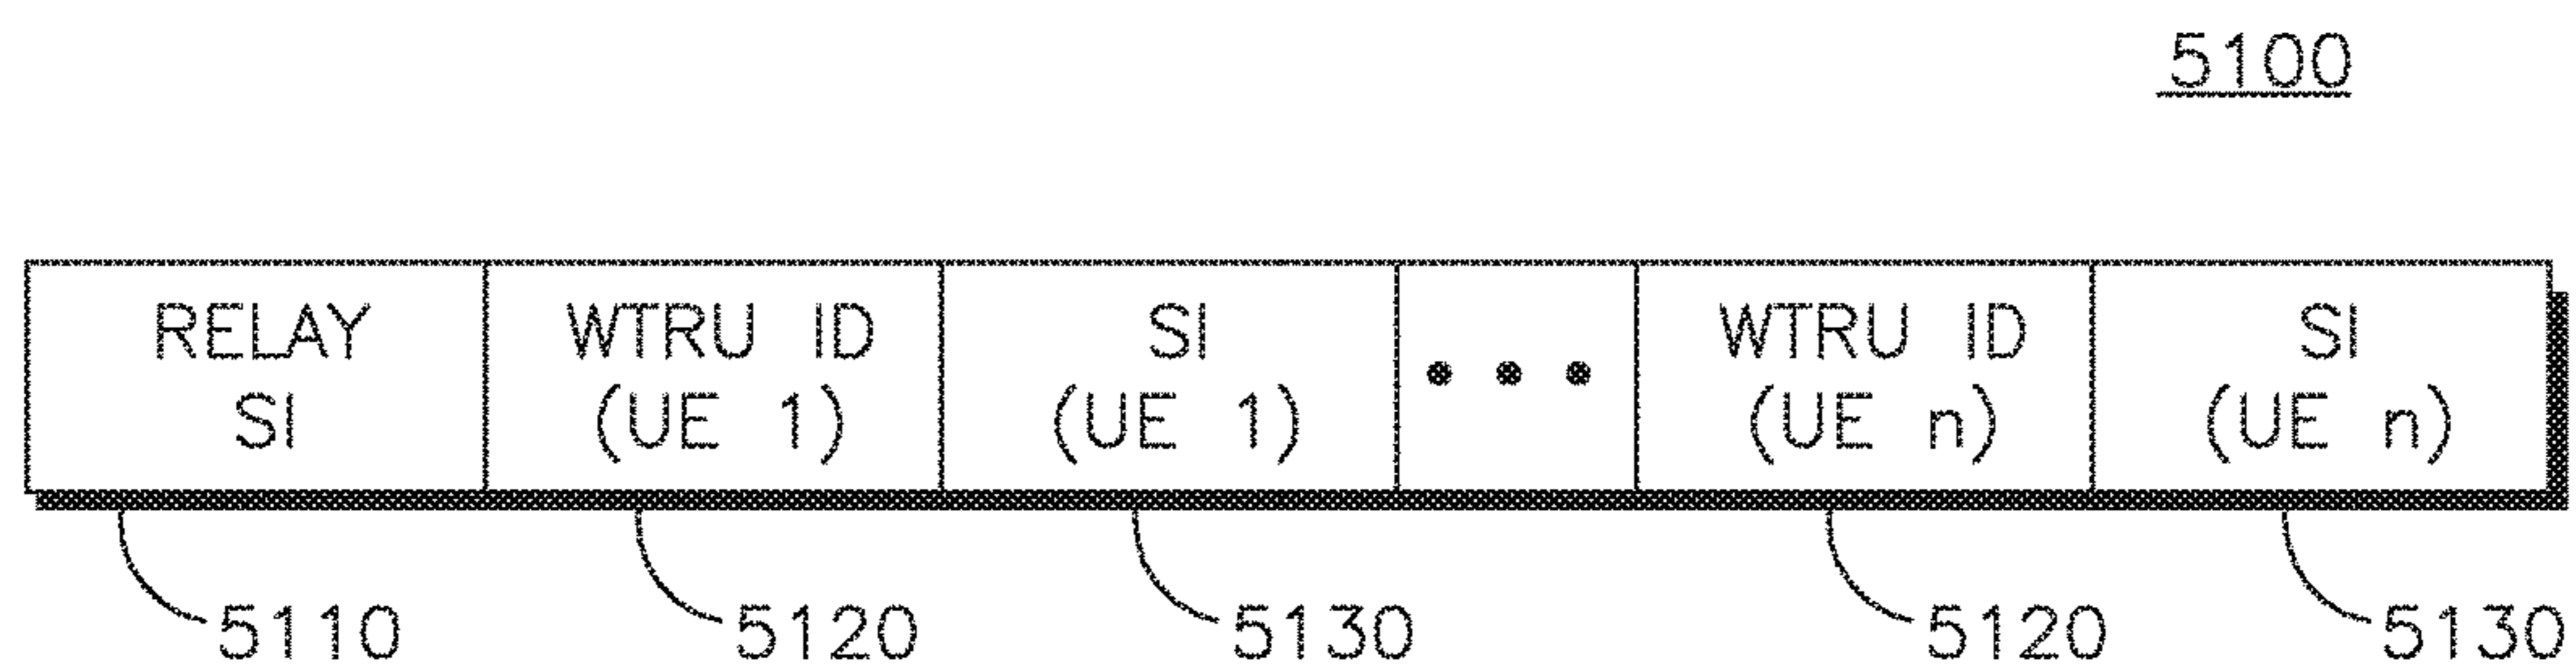 5100
RELAY WTRU ID SI • • • WTRU ID SI
SI (UE 1) (UE 1) (UE n) (UE n)
5110 5120 5130 5120 5130